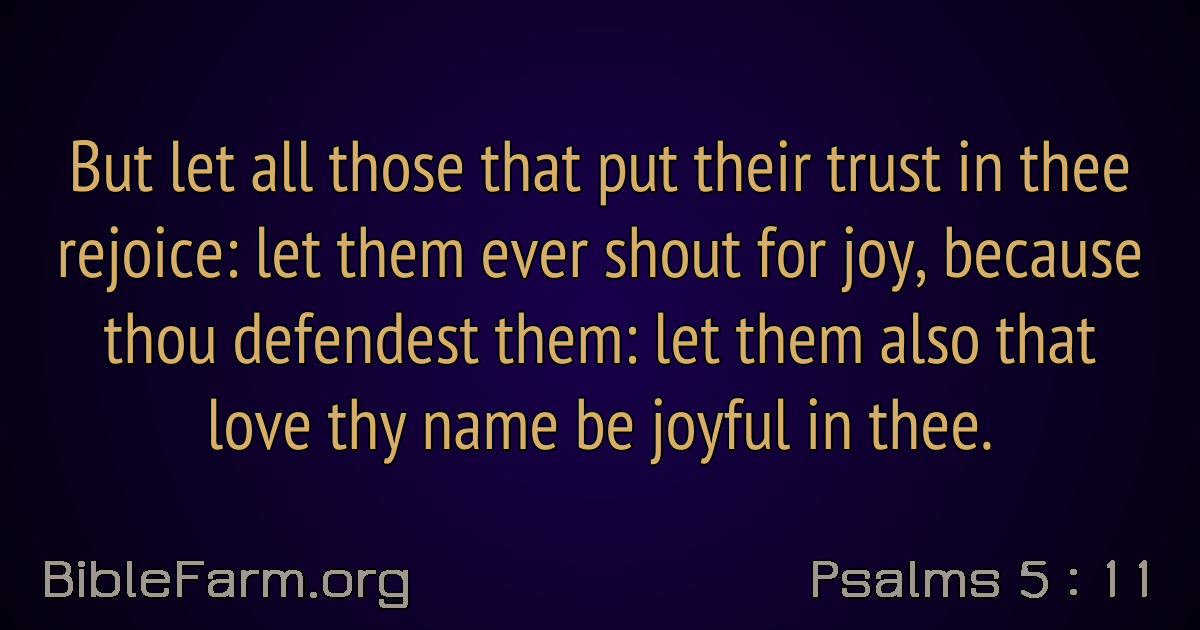 But let all those that put their trust in thee
rejoice: let them ever shout for joy, because
thou defendest them: let them also that
love thy name be joyful in thee.
BibleFarm.org
Psalms 5 : 11